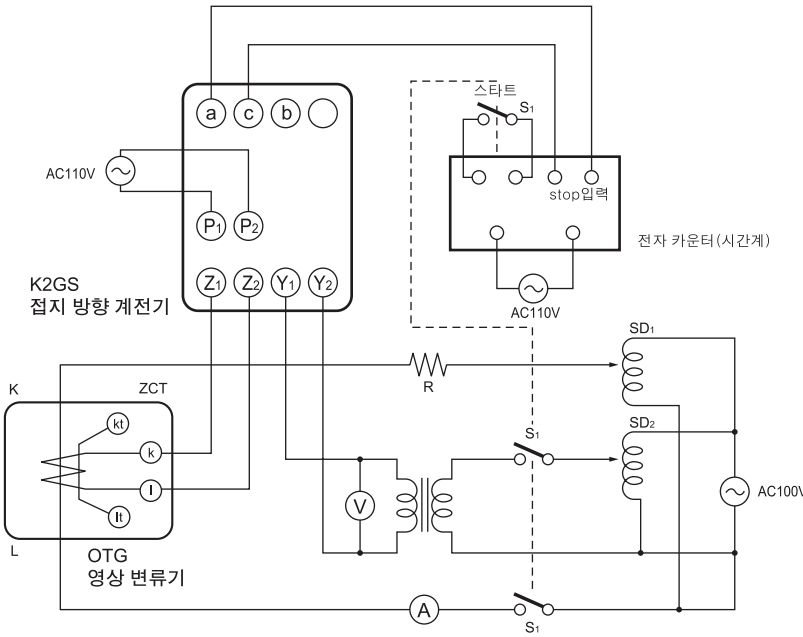 a c b
스타트
S1
AC110V
stop입력
P1 P2
전자 카운터(시간계)
Z1 Z2 Y1 Y2
AC110V
K2GS
접지 방향 계전기
SD1
R
K
ZCT
kt
k
SD2
S1
V
l
lt
AC100V
L
OTG
영상 변류기
A
S1